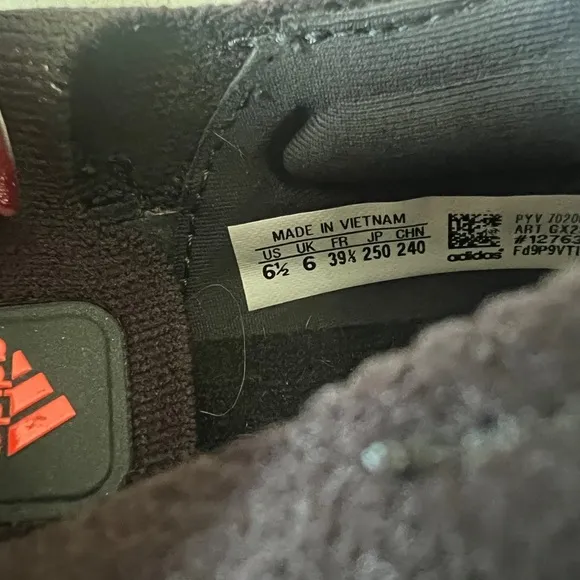 MADE IN VIETNAM
US UK FR JP CHN
6½ 6 39⅓ 250 240
adidas
PYV 7020
ART GX2
#12763
Fd9P9VTL